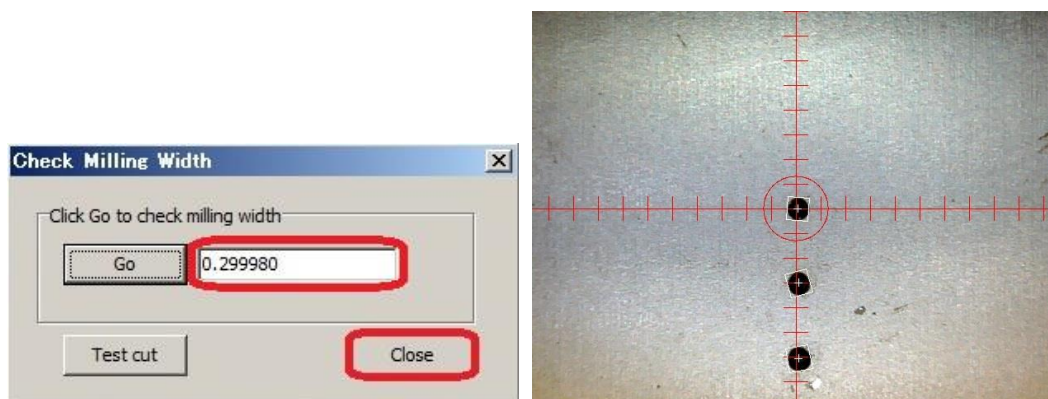 Check Milling Width
Click Go to check milling width
Go
0.299980
Test cut
Close